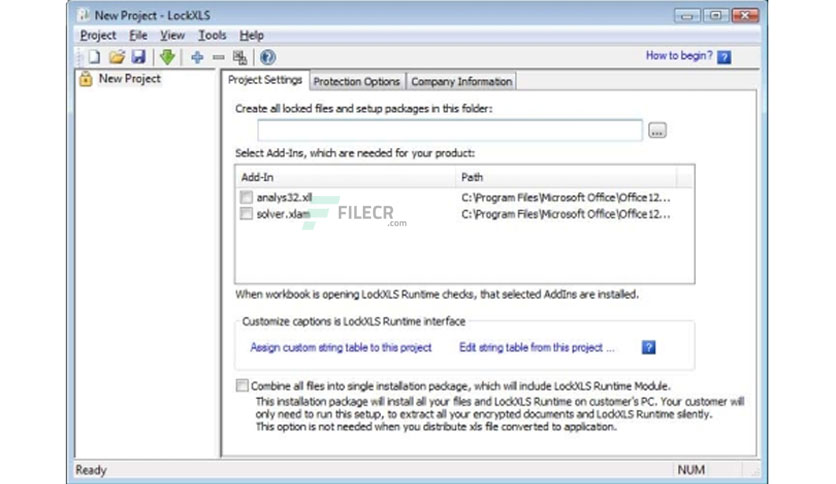 New Project - LockXLS
Project File View Tools Help
How to begin? ?
New Project
Project Settings Protection Options Company Information
Create all locked files and setup packages in this folder:
...
Select Add-Ins, which are needed for your product:
Add-In Path
analys32.xll C:\Program Files\Microsoft Office\Office12...
solver.xlam C:\Program Files\Microsoft Office\Office12...
FILECR
.com
When workbook is opening LockXLS Runtime checks, that selected AddIns are installed.
Customize captions is LockXLS Runtime interface
Assign custom string table to this project Edit string table from this project ... ?
Combine all files into single installation package, which will include LockXLS Runtime Module.
This installation package will install all your files and LockXLS Runtime on customer's PC. Your customer will
only need to run this setup, to extract all your encrypted documents and LockXLS Runtime silently.
This option is not needed when you distribute xls file converted to application.
Ready NUM